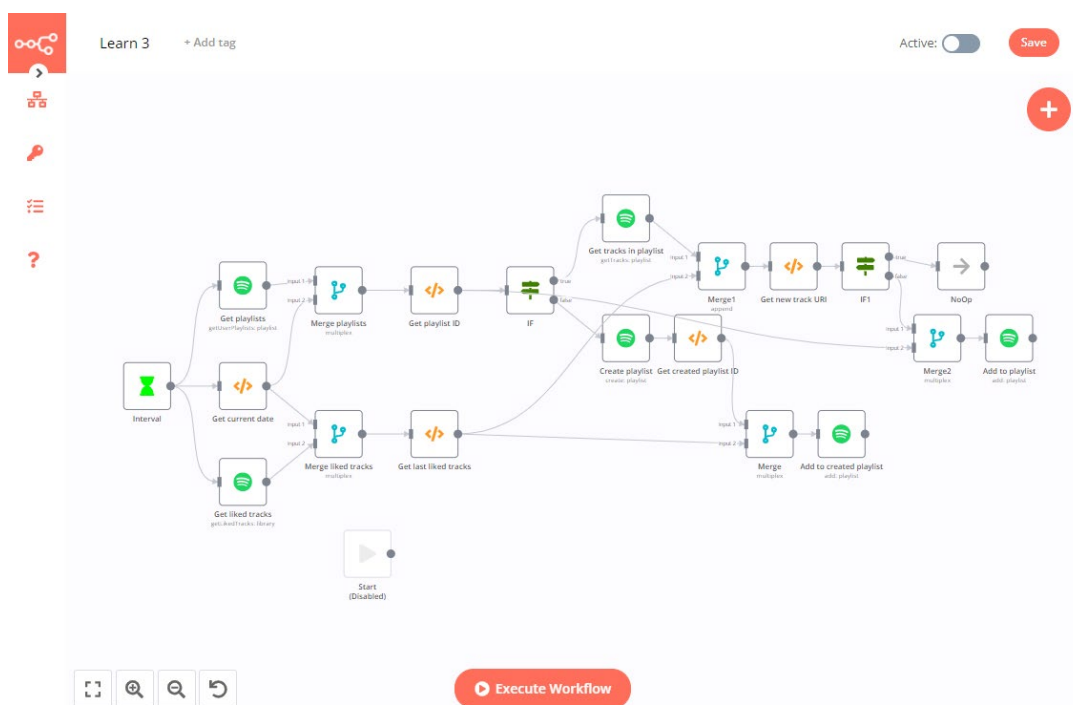 Learn 3
+ Add tag
Active:
Save
Get tracks in playlist
getTracks: playlist
input 1
input 2
Merge1
append
Get new track URI
true
false
IF1
NoOp
input 1
input 2
Get playlists
getUserPlaylists: playlist
Merge playlists
multiplex
Get playlist ID
true
false
IF
Create playlist
create: playlist
Get created playlist ID
input 1
input 2
Merge2
multiplex
Add to playlist
add: playlist
Interval
Get current date
input 1
input 2
Merge liked tracks
multiplex
Get last liked tracks
input 1
input 2
Merge
multiplex
Add to created playlist
add: playlist
Get liked tracks
getLikedTracks: library
Start
(Disabled)
Execute Workflow